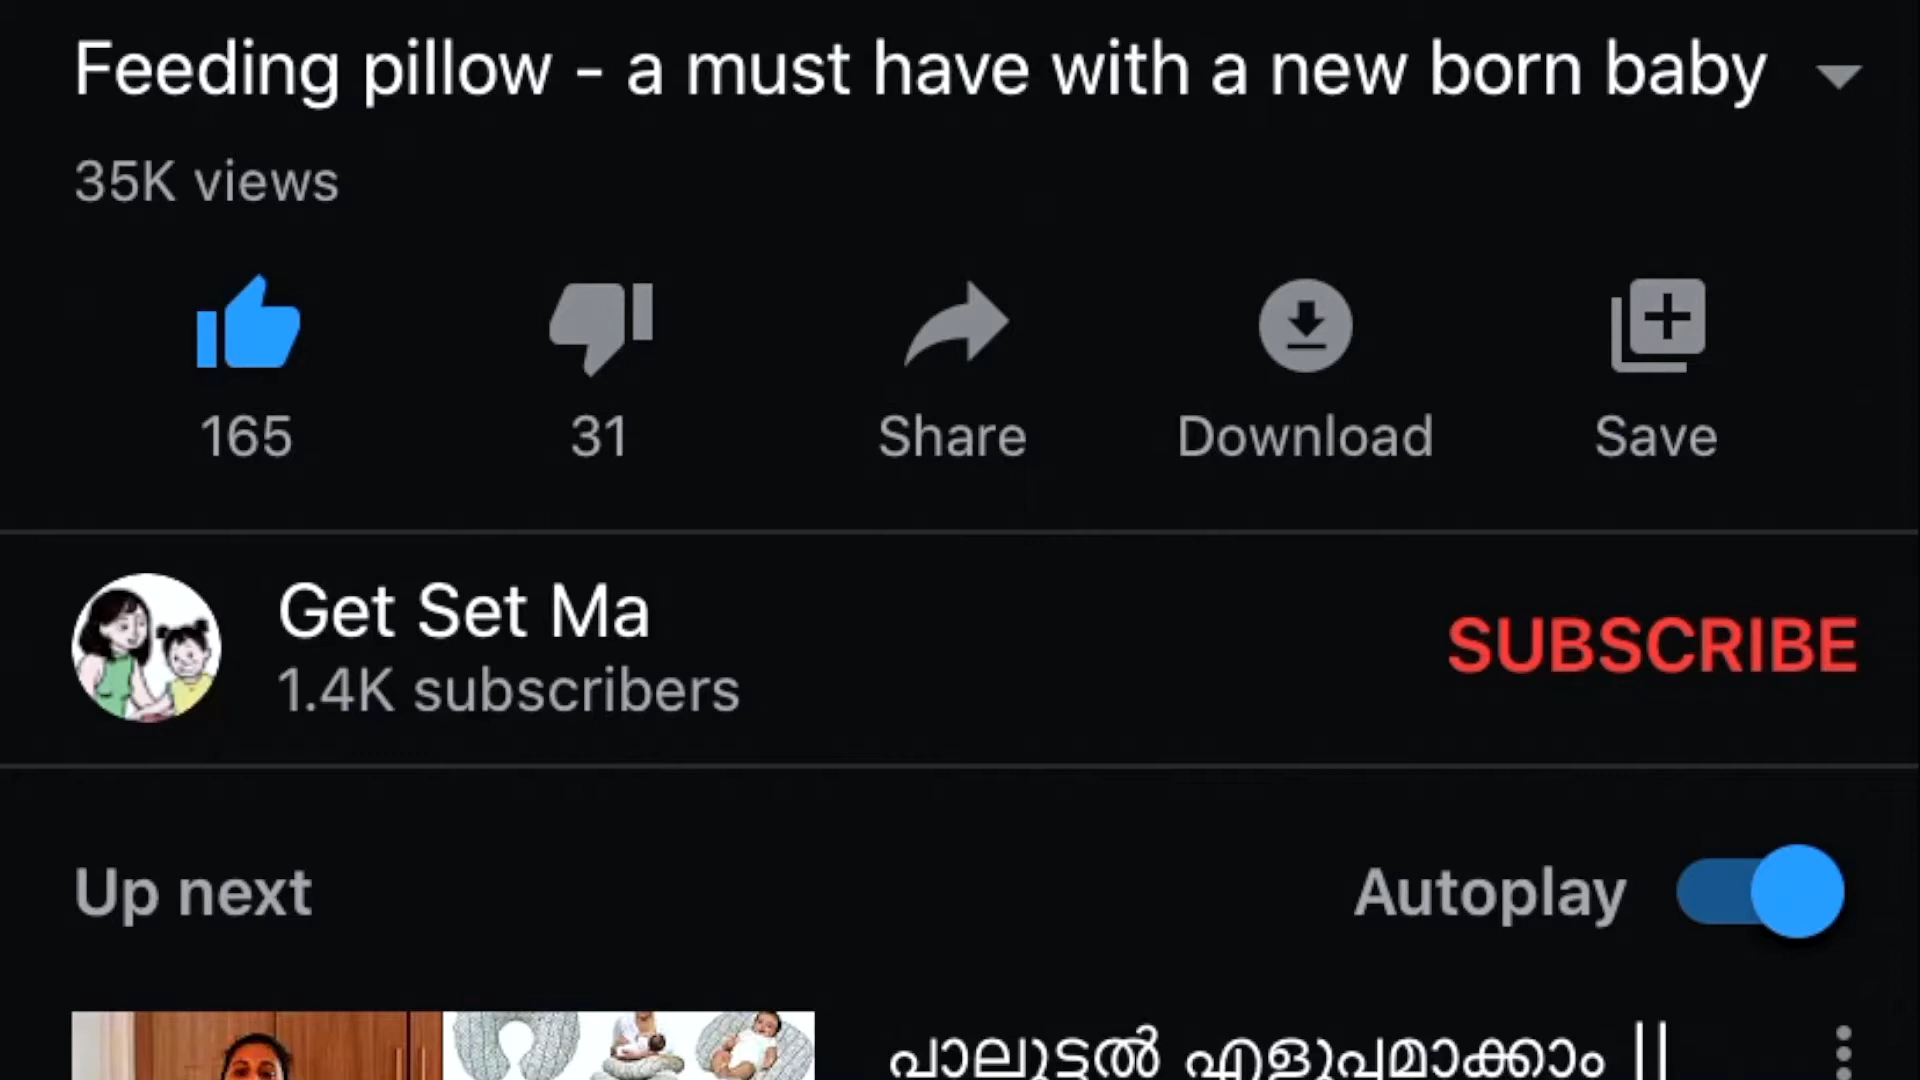 Feeding pillow - a must have with a new born baby
35K views
165
31
Share
Download
Save
Get Set Ma
1.4K subscribers
SUBSCRIBE
Up next
Autoplay
പാലൂട്ടൽ എളുപ്പമാക്കാം ||